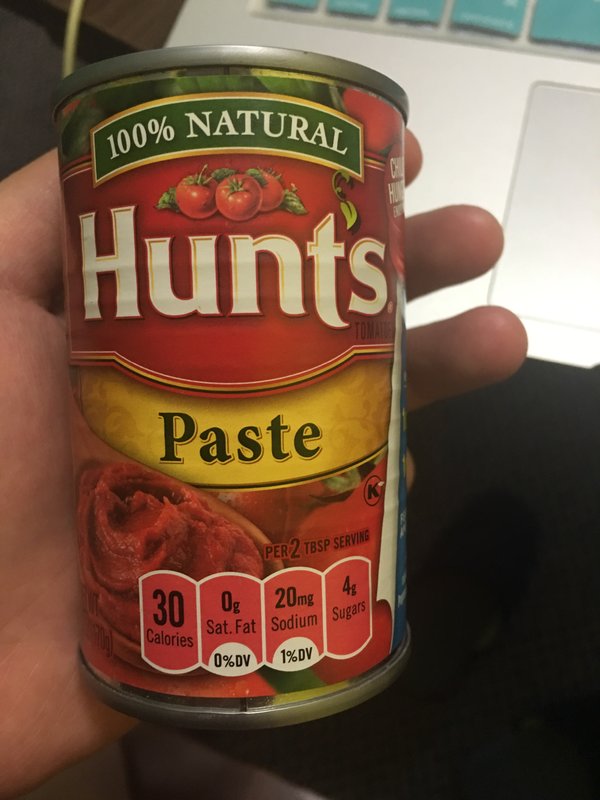 100% NATURAL
Hunt's®
TOMATO
Paste
K
PER 2 TBSP SERVING
30
Calories
0g
Sat. Fat
0%DV
20mg
Sodium
1%DV
4g
Sugars